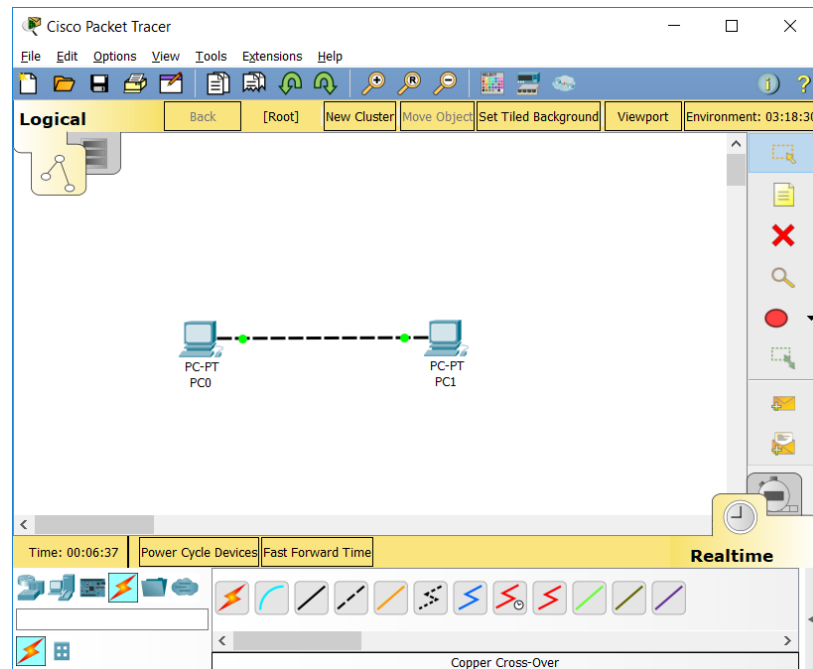 Cisco Packet Tracer
File Edit Options View Tools Extensions Help
Logical Back [Root] New Cluster Move Object Set Tiled Background Viewport Environment: 03:18:30
PC-PT PC-PT
PC0 PC1
Time: 00:06:37 Power Cycle Devices Fast Forward Time Realtime
Copper Cross-Over